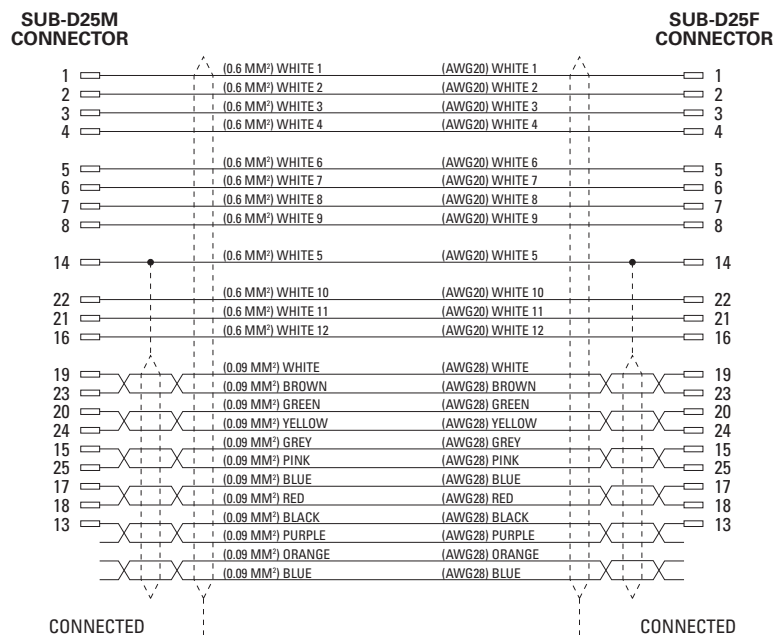 SUB-D25M
CONNECTOR
SUB-D25F
CONNECTOR
1 (0.6 MM²) WHITE 1 (AWG20) WHITE 1 1
2 (0.6 MM²) WHITE 2 (AWG20) WHITE 2 2
3 (0.6 MM²) WHITE 3 (AWG20) WHITE 3 3
4 (0.6 MM²) WHITE 4 (AWG20) WHITE 4 4
5 (0.6 MM²) WHITE 6 (AWG20) WHITE 6 5
6 (0.6 MM²) WHITE 7 (AWG20) WHITE 7 6
7 (0.6 MM²) WHITE 8 (AWG20) WHITE 8 7
8 (0.6 MM²) WHITE 9 (AWG20) WHITE 9 8
14 (0.6 MM²) WHITE 5 (AWG20) WHITE 5 14
22 (0.6 MM²) WHITE 10 (AWG20) WHITE 10 22
21 (0.6 MM²) WHITE 11 (AWG20) WHITE 11 21
16 (0.6 MM²) WHITE 12 (AWG20) WHITE 12 16
19 (0.09 MM²) WHITE (AWG28) WHITE 19
23 (0.09 MM²) BROWN (AWG28) BROWN 23
20 (0.09 MM²) GREEN (AWG28) GREEN 20
24 (0.09 MM²) YELLOW (AWG28) YELLOW 24
15 (0.09 MM²) GREY (AWG28) GREY 15
25 (0.09 MM²) PINK (AWG28) PINK 25
17 (0.09 MM²) BLUE (AWG28) BLUE 17
18 (0.09 MM²) RED (AWG28) RED 18
13 (0.09 MM²) BLACK (AWG28) BLACK 13
(0.09 MM²) PURPLE (AWG28) PURPLE
(0.09 MM²) ORANGE (AWG28) ORANGE
(0.09 MM²) BLUE (AWG28) BLUE
CONNECTED CONNECTED